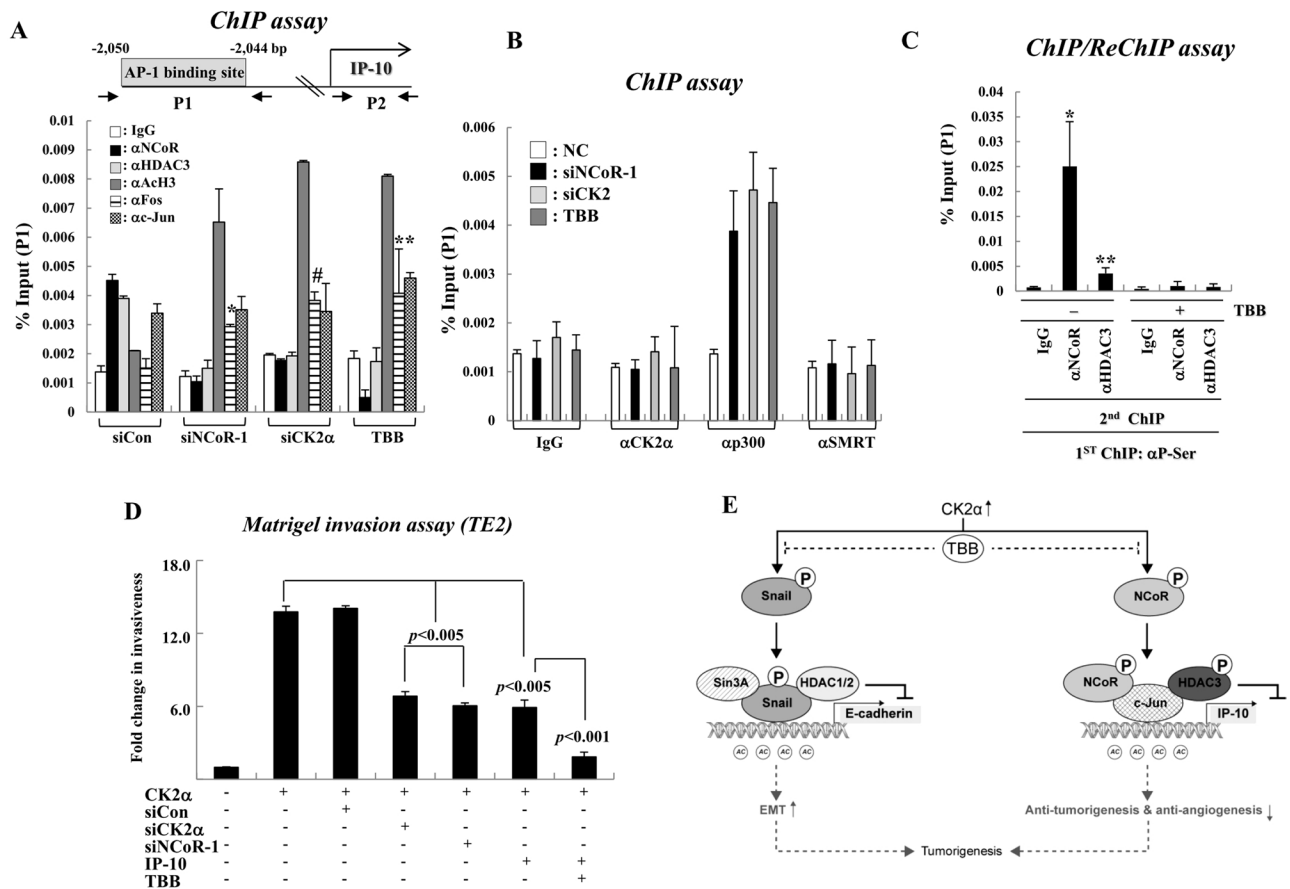 A
ChIP assay
-2,050
-2,044 bp
AP-1 binding site
IP-10
P1
P2
% Input (P1)
0.01
0.009
0.008
0.007
0.006
0.005
0.004
0.003
0.002
0.001
0
: IgG
: αNCoR
: αHDAC3
: αAcH3
: αFos
: αc-Jun
*
#
**
siCon
siNCoR-1
siCK2α
TBB
B
ChIP assay
% Input (P1)
0.006
0.005
0.004
0.003
0.002
0.001
0
: NC
: siNCoR-1
: siCK2
: TBB
IgG
αCK2α
αp300
αSMRT
C
ChIP/ReChIP assay
% Input (P1)
0.04
0.035
0.03
0.025
0.02
0.015
0.01
0.005
0
*
**
– + TBB
IgG
αNCoR
αHDAC3
IgG
αNCoR
αHDAC3
2nd ChIP
1ST ChIP: αP-Ser
D
Matrigel invasion assay (TE2)
Fold change in invasiveness
18.0
12.0
6.0
p<0.005
p<0.005
p<0.001
CK2α - + + + + + +
siCon - - + - - - -
siCK2α - - - + - - -
siNCoR-1 - - - - + - -
IP-10 - - - - - + +
TBB - - - - - - +
E
CK2α↑
TBB
P
Snail
P
NCoR
Sin3A
P
HDAC1/2
Snail
E-cadherin
AC AC AC AC
P
NCoR
P
HDAC3
c-Jun
IP-10
AC AC AC AC
EMT ↑
Anti-tumorigenesis & anti-angiogenesis ↓
Tumorigenesis